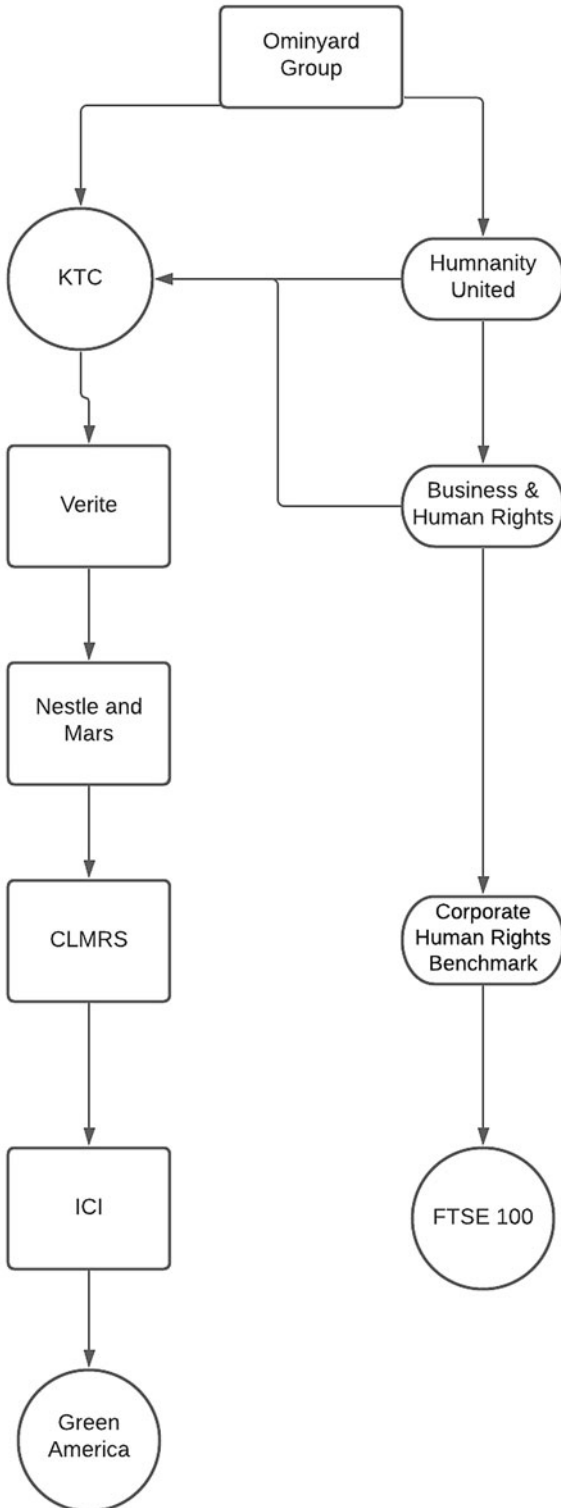 Ominyard
Group
KTC
Humnanity
United
Verite
Business &
Human Rights
Nestle and
Mars
CLMRS
Corporate
Human Rights
Benchmark
ICI
FTSE 100
Green
America